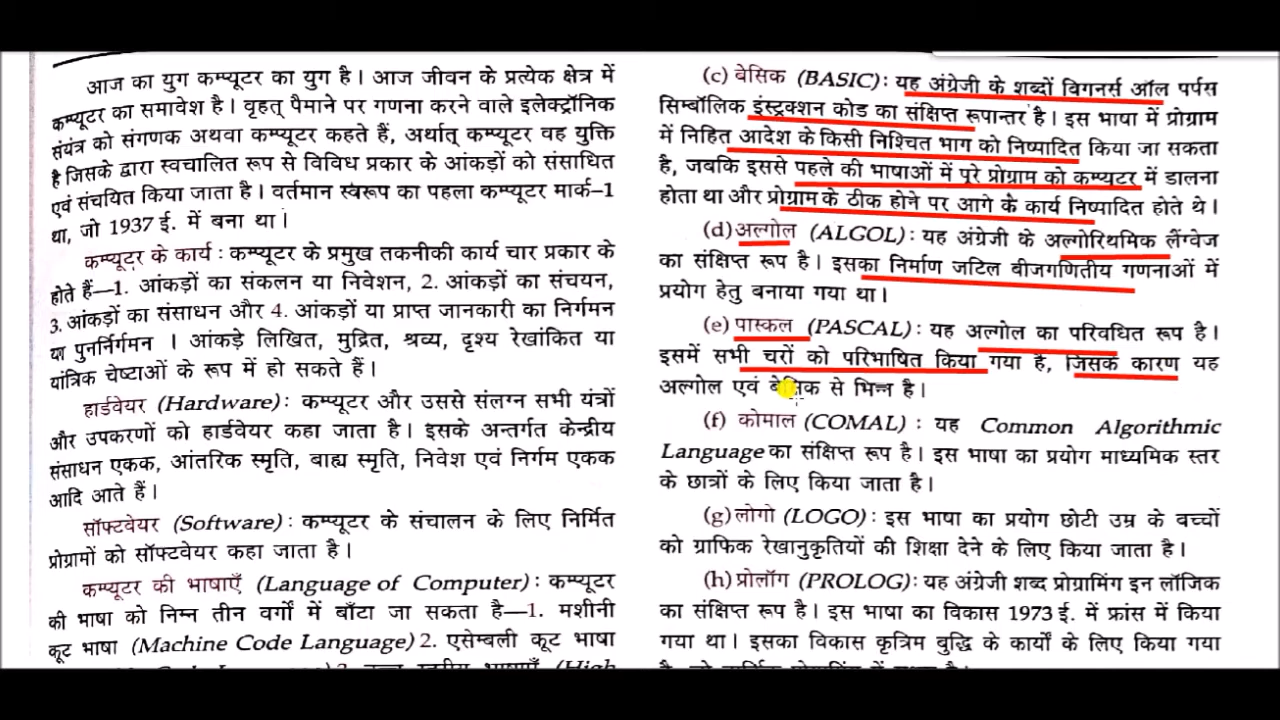 आज का युग कम्प्यूटर का युग है। आज जीवन के प्रत्येक क्षेत्र में
कम्प्यूटर का समावेश है। वृहत् पैमाने पर गणना करने वाले इलेक्ट्रॉनिक
संयंत्र को संगणक अथवा कम्प्यूटर कहते हैं, अर्थात् कम्प्यूटर वह युक्ति
है जिसके द्वारा स्वचालित रूप से विविध प्रकार के आंकड़ों को संसाधित
एवं संचयित किया जाता है। वर्तमान स्वरूप का पहला कम्प्यूटर मार्क–1
था, जो 1937 ई. में बना था।
कम्प्यूटर के कार्य : कम्प्यूटर के प्रमुख तकनीकी कार्य चार प्रकार के
होते हैं—1. आंकड़ों का संकलन या निवेशन, 2. आंकड़ों का संचयन,
3. आंकड़ों का संसाधन और 4. आंकड़ों या प्राप्त जानकारी का निर्गमन
या पुनर्निर्गमन । आंकड़े लिखित, मुद्रित, श्रव्य, दृश्य रेखांकित या
यांत्रिक चेष्टाओं के रूप में हो सकते हैं।
हार्डवेयर (Hardware) : कम्प्यूटर और उससे संलग्न सभी यंत्रों
और उपकरणों को हार्डवेयर कहा जाता है। इसके अन्तर्गत केन्द्रीय
संसाधन एकक, आंतरिक स्मृति, बाह्य स्मृति, निवेश एवं निर्गम एकक
आदि आते हैं।
सॉफ्टवेयर (Software) : कम्प्यूटर के संचालन के लिए निर्मित
प्रोग्रामों को सॉफ्टवेयर कहा जाता है।
कम्प्यूटर की भाषाएँ (Language of Computer) : कम्प्यूटर
की भाषा को निम्न तीन वर्गों में बाँटा जा सकता है—1. मशीनी
कूट भाषा (Machine Code Language) 2. एसेम्बली कूट भाषा
(High
(c) बेसिक (BASIC) : यह अंग्रेजी के शब्दों विगनर्स ऑल पर्पस
सिम्बॉलिक इंस्ट्रक्शन कोड का संक्षिप्त रूपान्तर है। इस भाषा में प्रोग्राम
में निहित आदेश के किसी निश्चित भाग को निष्पादित किया जा सकता
है, जबकि इससे पहले की भाषाओं में पूरे प्रोग्राम को कम्प्यूटर में डालना
होता था और प्रोग्राम के ठीक होने पर आगे के कार्य निष्पादित होते थे।
(d) अल्गोल (ALGOL) : यह अंग्रेजी के अल्गोरिथमिक लैंग्वेज
का संक्षिप्त रूप है। इसका निर्माण जटिल बीजगणितीय गणनाओं में
प्रयोग हेतु बनाया गया था।
(e) पास्कल (PASCAL) : यह अल्गोल का परिवधित रूप है।
इसमें सभी चरों को परिभाषित किया गया है, जिसके कारण यह
अल्गोल एवं बेसिक से भिन्न है।
(f) कोमाल (COMAL) : यह Common Algorithmic
Language का संक्षिप्त रूप है। इस भाषा का प्रयोग माध्यमिक स्तर
के छात्रों के लिए किया जाता है।
(g) लोगो (LOGO) : इस भाषा का प्रयोग छोटी उम्र के बच्चों
को ग्राफिक रेखानुकृतियों की शिक्षा देने के लिए किया जाता है।
(h) प्रोलॉग (PROLOG) : यह अंग्रेजी शब्द प्रोग्रामिंग इन लॉजिक
का संक्षिप्त रूप है। इस भाषा का विकास 1973 ई. में फ्रांस में किया
गया था। इसका विकास कृत्रिम बुद्धि के कार्यों के लिए किया गया